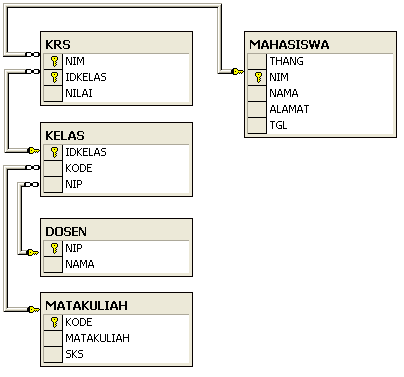 KRS
NIM
IDKELAS
NILAI
MAHASISWA
THANG
NIM
NAMA
ALAMAT
TGL
KELAS
IDKELAS
KODE
NIP
DOSEN
NIP
NAMA
MATAKULIAH
KODE
MATAKULIAH
SKS